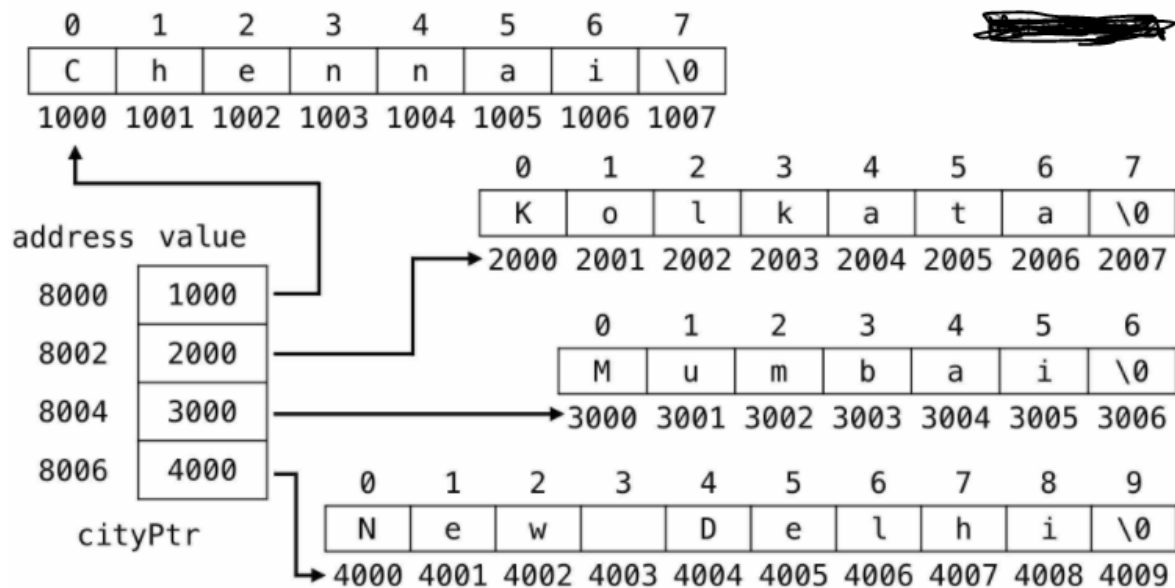 0 1 2 3 4 5 6 7
C h e n n a i \0
1000 1001 1002 1003 1004 1005 1006 1007
0 1 2 3 4 5 6 7
K o l k a t a \0
2000 2001 2002 2003 2004 2005 2006 2007
address value
8000 1000
8002 2000
8004 3000
8006 4000
cityPtr
0 1 2 3 4 5 6
M u m b a i \0
3000 3001 3002 3003 3004 3005 3006
0 1 2 3 4 5 6 7 8 9
N e w D e l h i \0
4000 4001 4002 4003 4004 4005 4006 4007 4008 4009